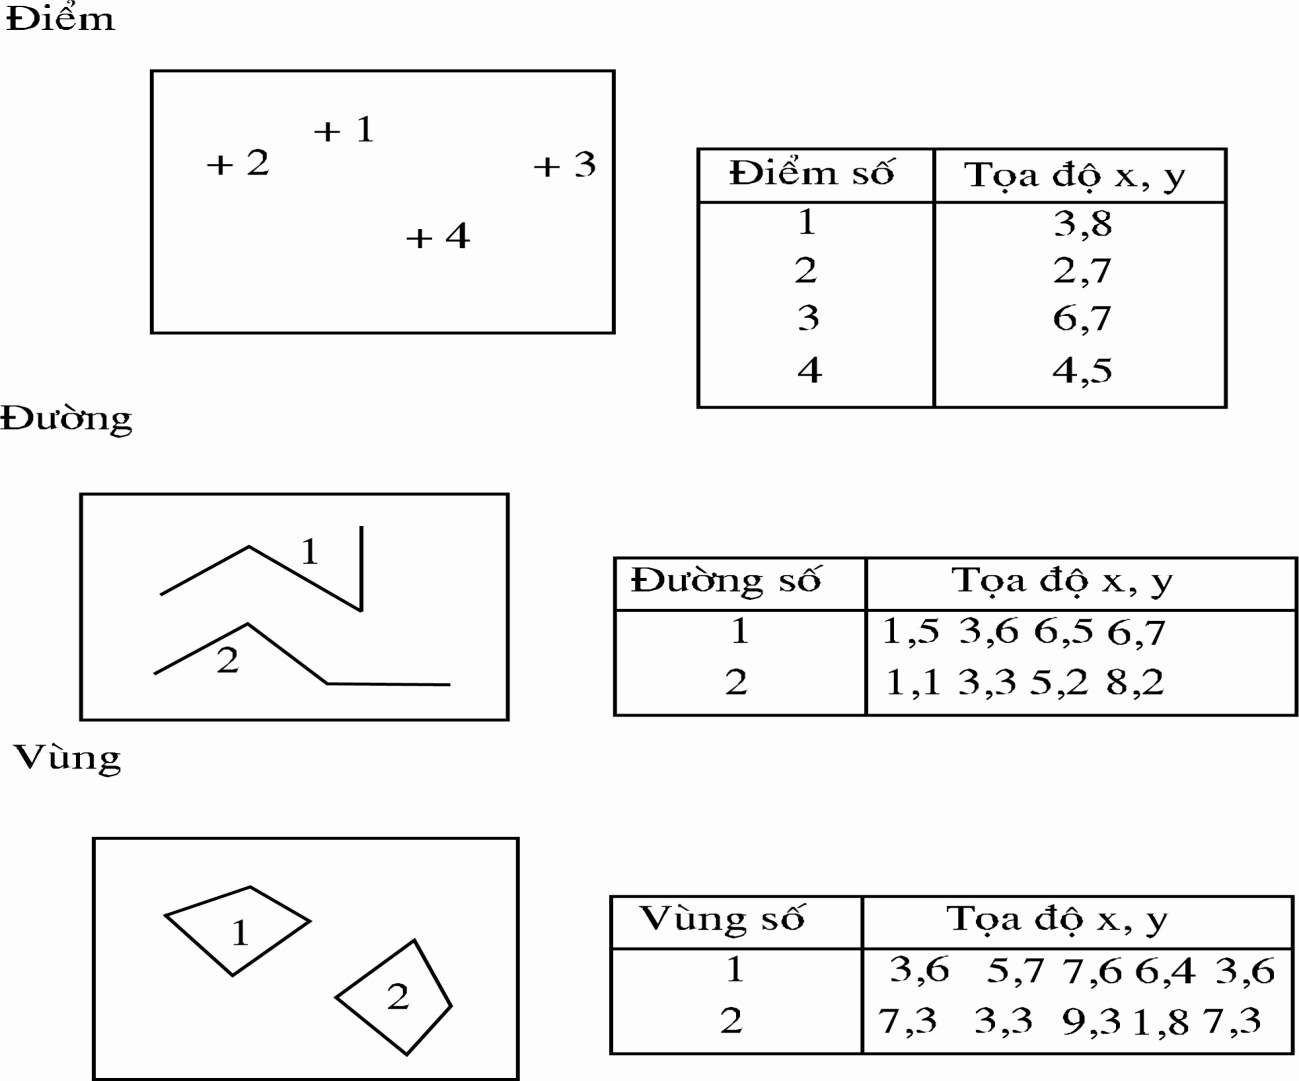 Điểm
+ 1
+ 2
+ 3
+ 4
Điểm số Tọa độ x, y
1 3,8
2 2,7
3 6,7
4 4,5
Đường
1
2
Đường số Tọa độ x, y
1 1,5 3,6 6,5 6,7
2 1,1 3,3 5,2 8,2
Vùng
1
2
Vùng số Tọa độ x, y
1 3,6 5,7 7,6 6,4 3,6
2 7,3 3,3 9,3 1,8 7,3